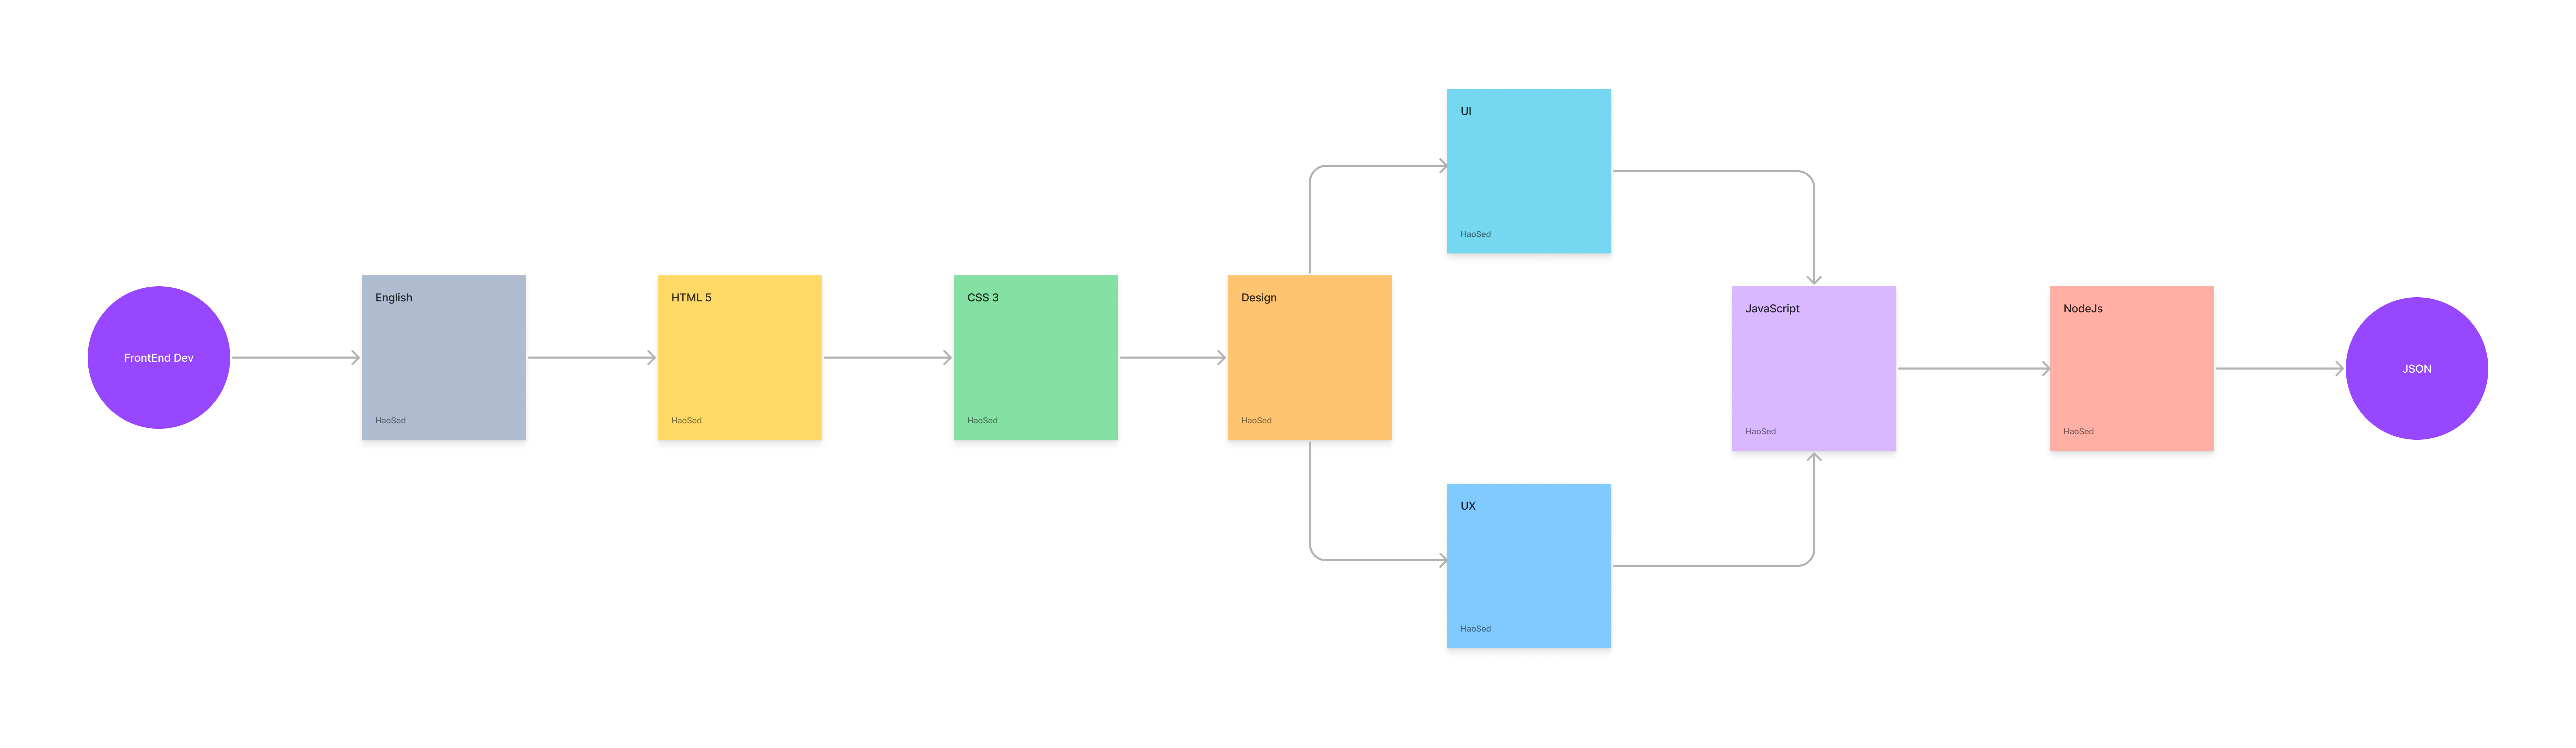 FrontEnd Dev
English
HaoSed
HTML 5
HaoSed
CSS 3
HaoSed
Design
HaoSed
UI
HaoSed
UX
HaoSed
JavaScript
HaoSed
NodeJs
HaoSed
JSON